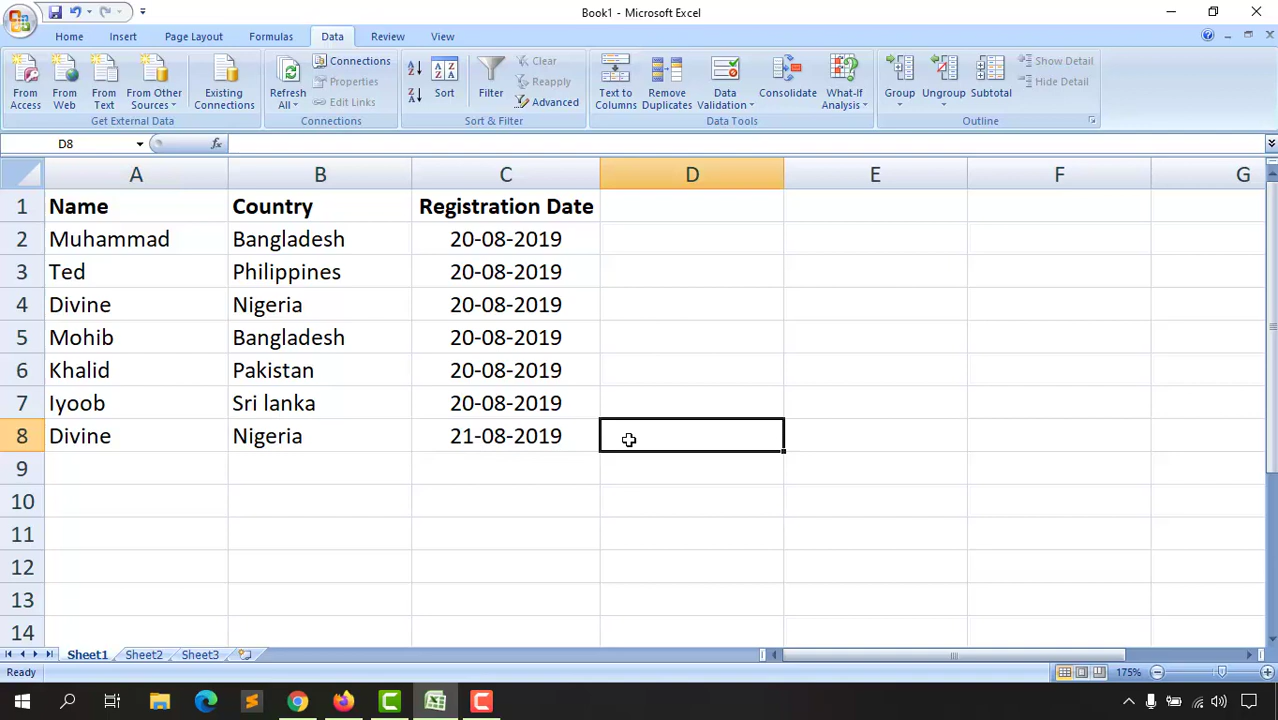 Book1 - Microsoft Excel
Home Insert Page Layout Formulas Data Review View
From Access
From Web
From Text
From Other Sources
Existing Connections
Get External Data
Refresh All
Connections
Properties
Edit Links
Connections
Sort
Filter
Clear
Reapply
Advanced
Sort & Filter
Text to Columns
Remove Duplicates
Data Validation
Consolidate
What-If Analysis
Data Tools
Group
Ungroup
Subtotal
Show Detail
Hide Detail
Outline
D8 fx
A B C D E F G
1 Name Country Registration Date
2 Muhammad Bangladesh 20-08-2019
3 Ted Philippines 20-08-2019
4 Divine Nigeria 20-08-2019
5 Mohib Bangladesh 20-08-2019
6 Khalid Pakistan 20-08-2019
7 Iyoob Sri lanka 20-08-2019
8 Divine Nigeria 21-08-2019
9
10
11
12
13
14
Sheet1 Sheet2 Sheet3
Ready 175%